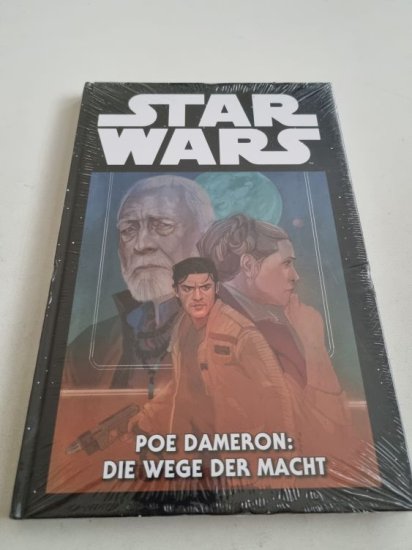 STAR
WARS
POE DAMERON:
DIE WEGE DER MACHT